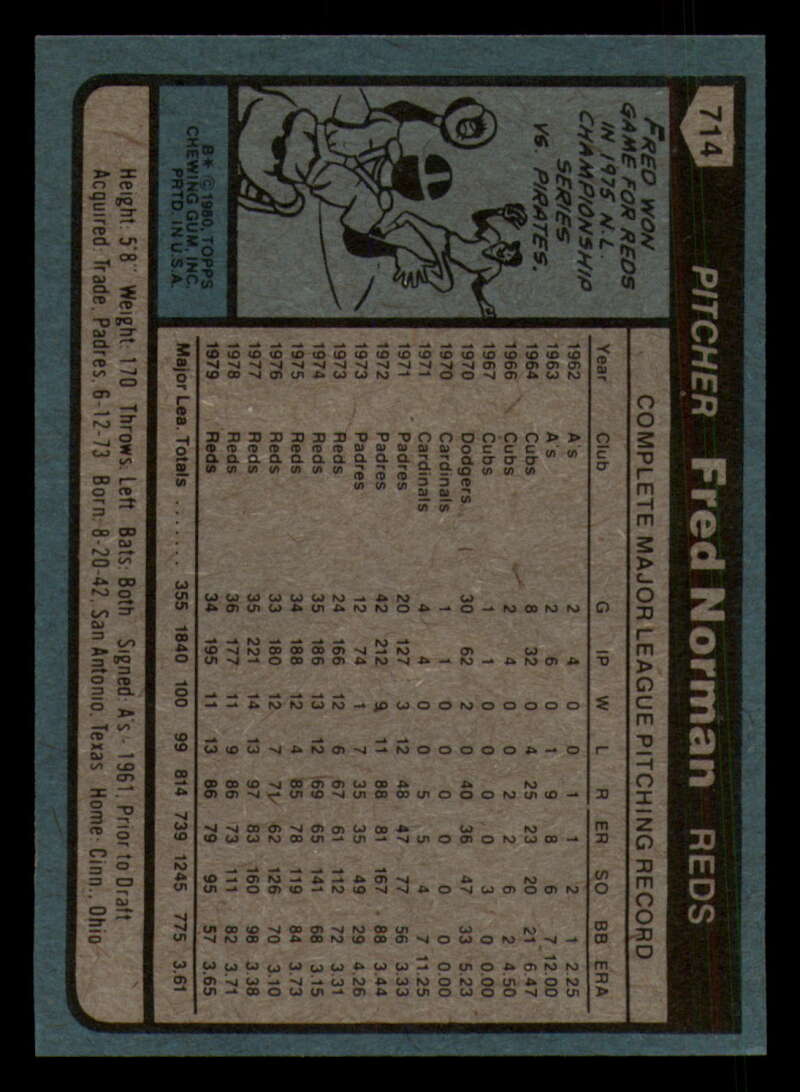 714
PITCHER Fred Norman REDS
FRED WON
GAME FOR REDS
IN 1975 N.L.
CHAMPIONSHIP
SERIES
VS. PIRATES.
B* © 1980, TOPPS
CHEWING GUM, INC.
PRTD. IN U.S.A.
COMPLETE MAJOR LEAGUE PITCHING RECORD
Year Club G IP W L R ER SO BB ERA
1962 A's 2 4 0 0 1 1 2 1 2.25
1963 A's 2 6 0 1 9 8 6 7 12.00
1964 Cubs 8 32 0 4 25 23 20 21 6.47
1966 Cubs 2 4 0 0 2 2 6 2 4.50
1967 Cubs 1 1 0 0 0 0 3 0 0.00
1970 Dodgers 30 62 2 0 40 36 47 33 5.23
1970 Cardinals 1 1 0 0 0 0 0 0 0.00
1971 Cardinals 4 4 0 0 5 5 4 7 11.25
1971 Padres 20 127 3 12 48 47 77 56 3.33
1972 Padres 42 212 9 11 88 81 167 88 3.44
1973 Padres 12 74 1 7 35 35 49 29 4.26
1973 Reds 24 166 12 6 67 61 112 72 3.31
1974 Reds 35 186 13 12 69 65 141 68 3.15
1975 Reds 34 188 12 4 85 78 119 84 3.73
1976 Reds 33 180 12 7 71 62 126 70 3.10
1977 Reds 35 221 14 13 97 83 160 98 3.38
1978 Reds 36 177 11 9 86 73 111 82 3.71
1979 Reds 34 195 11 13 86 79 95 57 3.65
Major Lea. Totals ........ 355 1840 100 99 814 739 1245 775 3.61
Height: 5'8" Weight: 170 Throws: Left Bats: Both Signed: A's - 1961, Prior to Draft
Acquired: Trade, Padres, 6-12-73 Born: 8-20-42, San Antonio, Texas Home: Cinn., Ohio